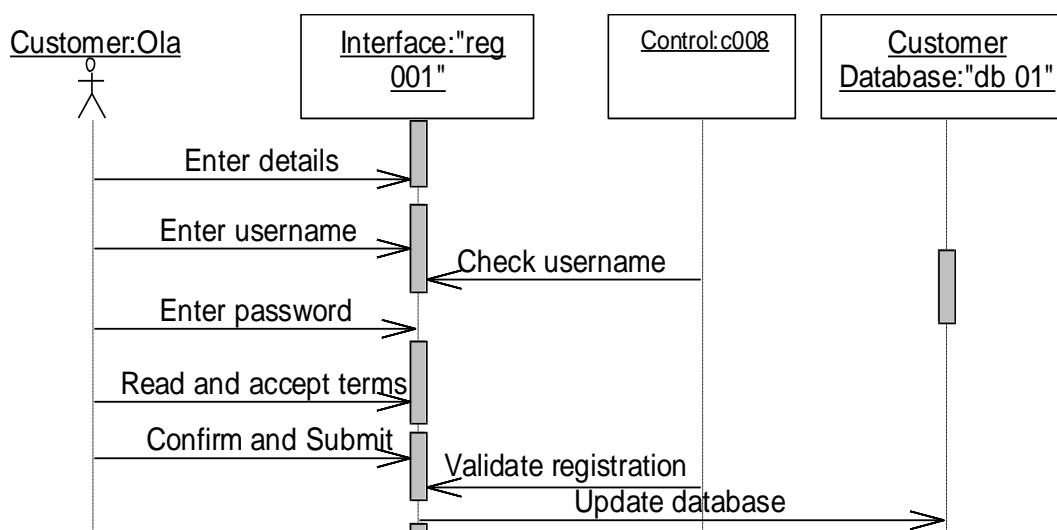 Customer:Ola
Interface:"reg
001"
Control:c008
Customer
Database:"db 01"
Enter details
Enter username
Check username
Enter password
Read and accept terms
Confirm and Submit
Validate registration
Update database